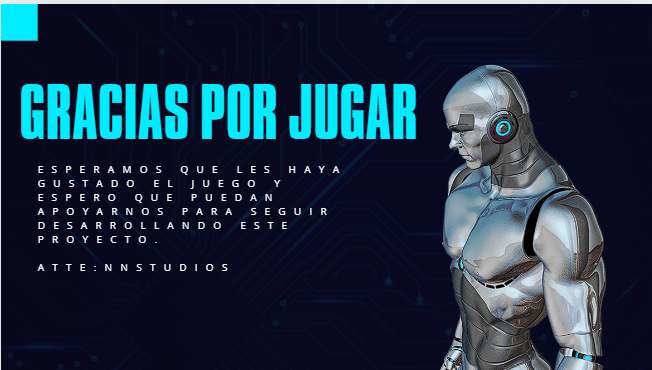 GRACIAS POR JUGAR
ESPERAMOS QUE LES HAYA
GUSTADO EL JUEGO Y
ESPERO QUE PUEDAN
APOYARNOS PARA SEGUIR
DESARROLLANDO ESTE
PROYECTO.
ATTE:NNSTUDIOS